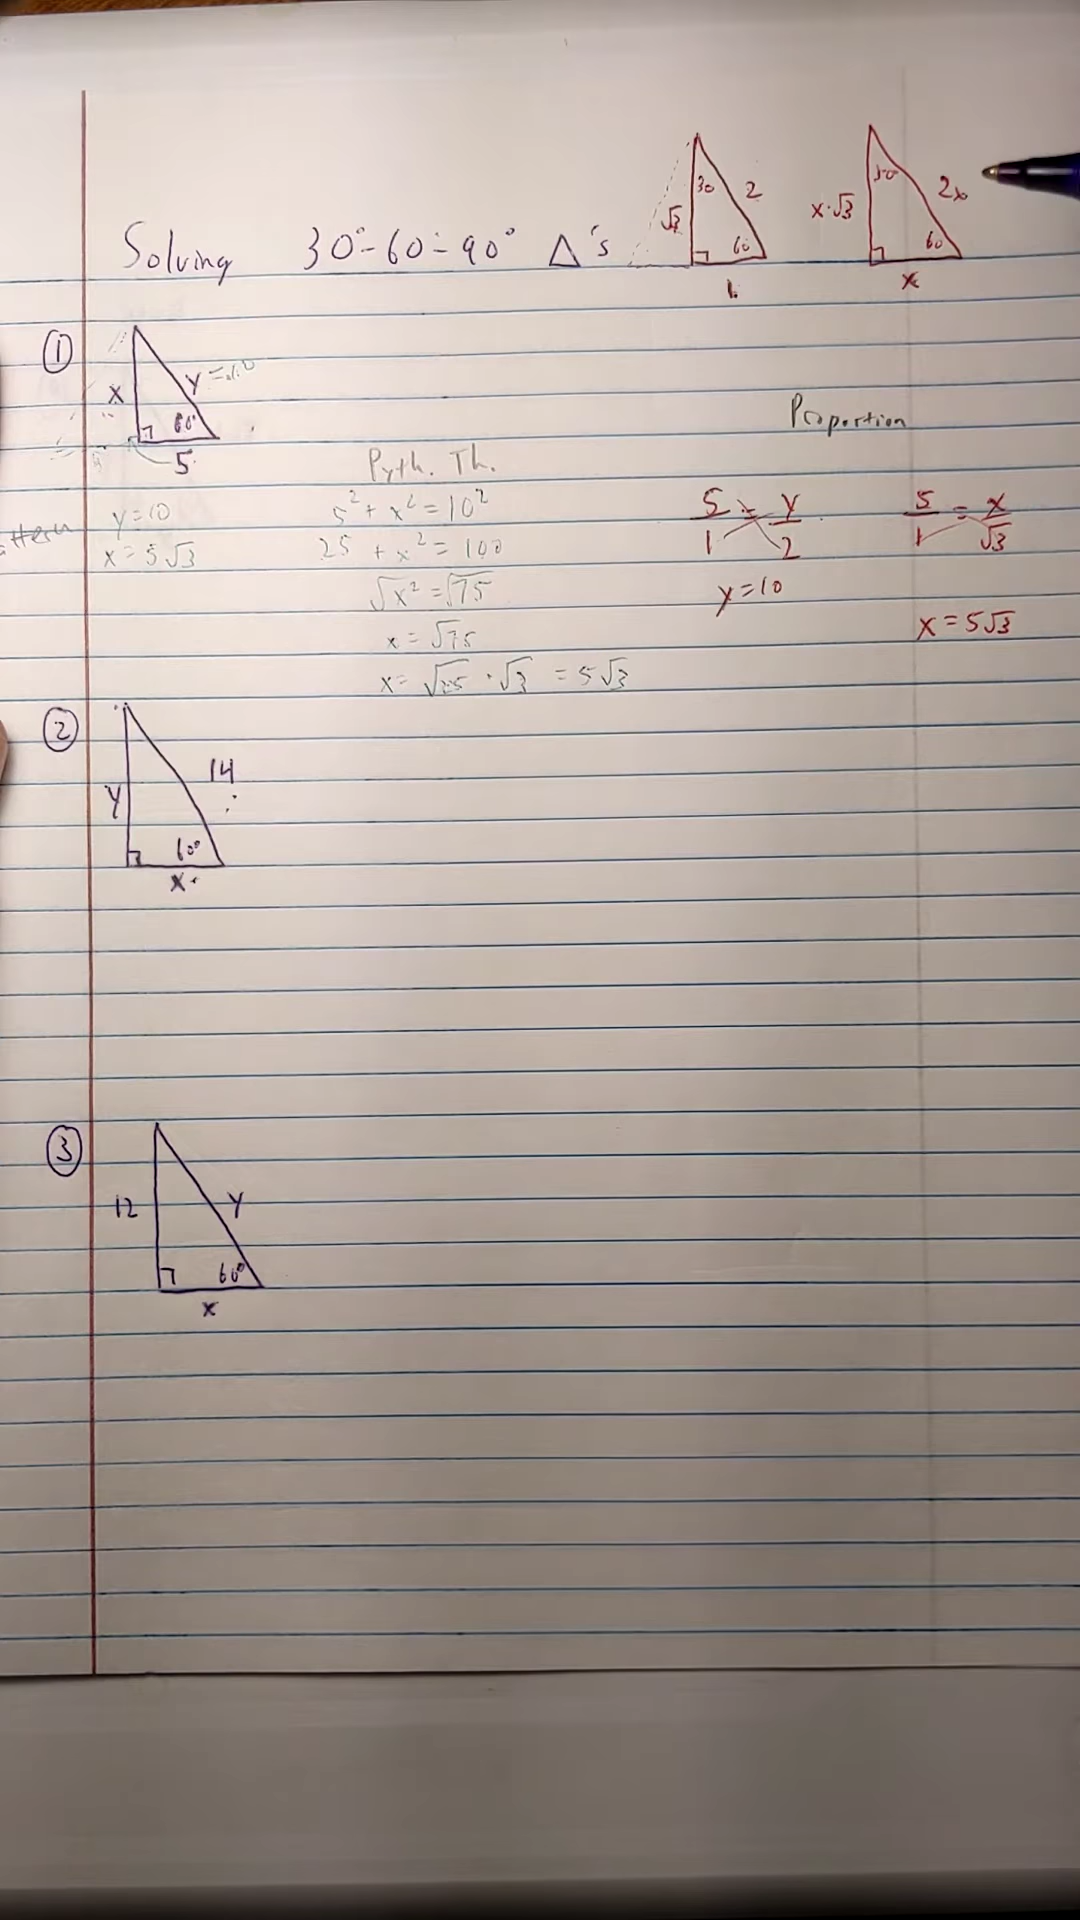 Solving 30°-60°-90° Δ's
30
2
√3
60
1
30
2x
x·√3
60
x
①
x
y = 10
60°
5
Proportion
y=10
x=5√3
Pyth. Th.
5² + x² = 10²
25 + x² = 100
√x² = √75
x = √75
x = √25 · √3 = 5√3
5/1 = y/2
y=10
5/1 = x/√3
x = 5√3
②
14
y
60°
x
③
12
y
60°
x